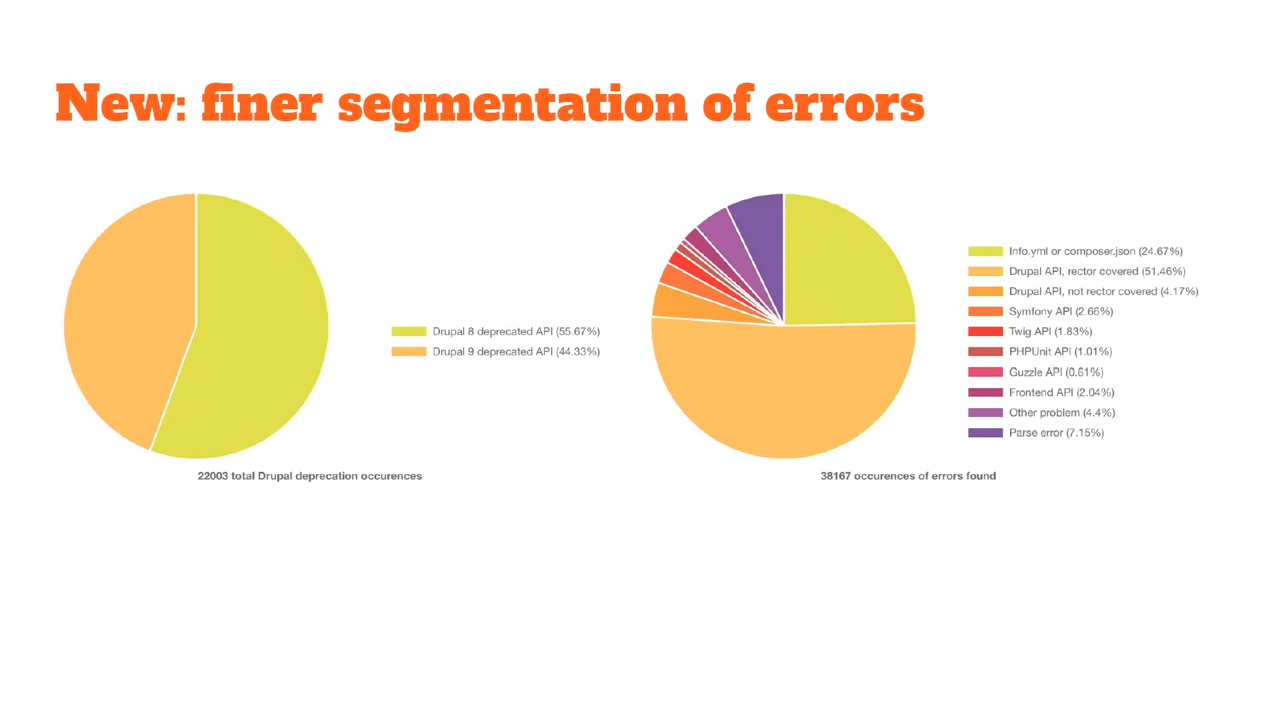 New: finer segmentation of errors
Drupal 8 deprecated API (55.67%)
Drupal 9 deprecated API (44.33%)
22003 total Drupal deprecation occurences
Info.yml or composer.json (24.67%)
Drupal API, rector covered (51.46%)
Drupal API, not rector covered (4.17%)
Symfony API (2.66%)
Twig API (1.83%)
PHPUnit API (1.01%)
Guzzle API (0.61%)
Frontend API (2.04%)
Other problem (4.4%)
Parse error (7.15%)
38167 occurences of errors found